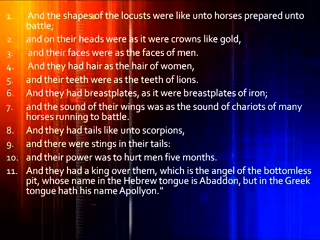 1. And the shapes of the locusts were like unto horses prepared unto
battle;
2. and on their heads were as it were crowns like gold,
3. and their faces were as the faces of men.
4. And they had hair as the hair of women,
5. and their teeth were as the teeth of lions.
6. And they had breastplates, as it were breastplates of iron;
7. and the sound of their wings was as the sound of chariots of many
horses running to battle.
8. And they had tails like unto scorpions,
9. and there were stings in their tails:
10. and their power was to hurt men five months.
11. And they had a king over them, which is the angel of the bottomless
pit, whose name in the Hebrew tongue is Abaddon, but in the Greek
tongue hath his name Apollyon."